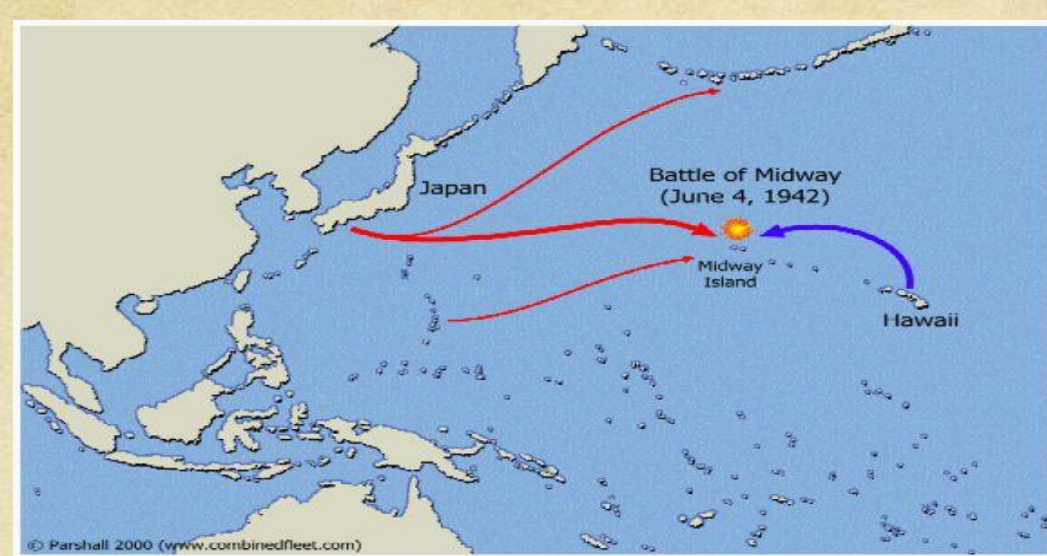 Battle of Midway
(June 4, 1942)
Japan
Midway
Island
Hawaii
© Parshall 2000 (www.combinedfleet.com)